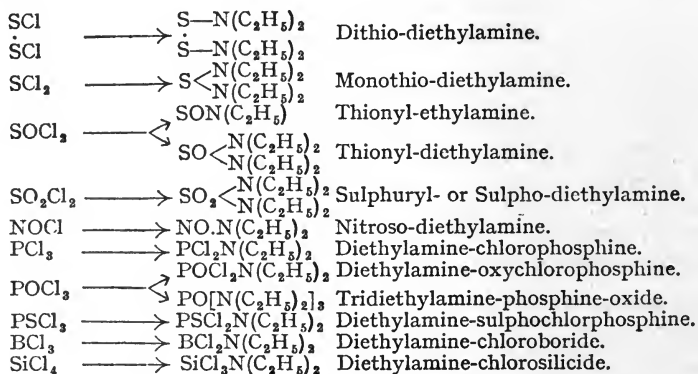 SCl S—N(C₂H₅)₂
ṠCl ⟶ Ṡ—N(C₂H₅)₂ Dithio-diethylamine.
SCl₂ ⟶ S<N(C₂H₅)₂ N(C₂H₅)₂ Monothio-diethylamine.
SOCl₂ SON(C₂H₅) Thionyl-ethylamine.
SO<N(C₂H₅)₂ N(C₂H₅)₂ Thionyl-diethylamine.
SO₂Cl₂ ⟶ SO₂<N(C₂H₅)₂ N(C₂H₅)₂ Sulphuryl- or Sulpho-diethylamine.
NOCl ⟶ NO.N(C₂H₅)₂ Nitroso-diethylamine.
PCl₃ ⟶ PCl₂N(C₂H₅)₂ Diethylamine-chlorophosphine.
POCl₃ POCl₂N(C₂H₅)₂ Diethylamine-oxychlorophosphine.
PO[N(C₂H₅)₂]₃ Tridiethylamine-phosphine-oxide.
PSCl₃ ⟶ PSCl₂N(C₂H₅)₂ Diethylamine-sulphochlorphosphine.
BCl₃ ⟶ BCl₂N(C₂H₅)₂ Diethylamine-chloroboride.
SiCl₄ ⟶ SiCl₃N(C₂H₅)₂ Diethylamine-chlorosilicide.